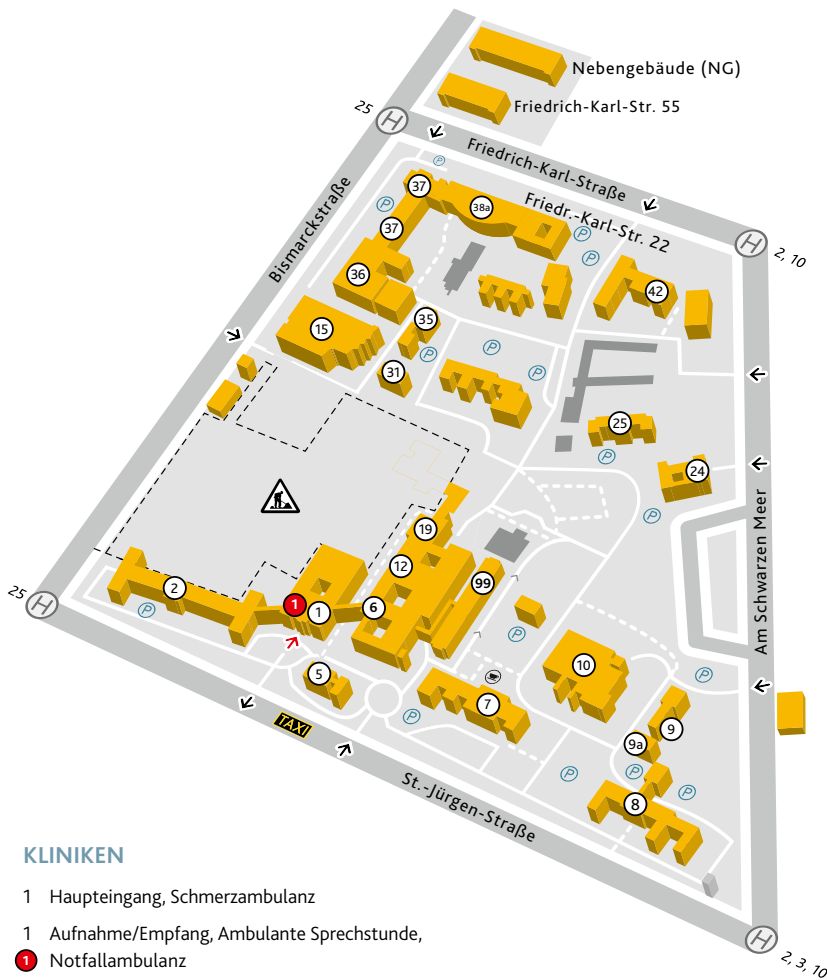 Nebengebäude (NG)
Friedrich-Karl-Str. 55
25
H
Friedrich-Karl-Straße
P
37
Friedr.-Karl-Str. 22
P
38a
37
P
H
2, 10
Bismarckstraße
P
36
42
15
35
P
P
31
P
25
P
24
P
Am Schwarzen Meer
19
12
99
2
1
1
6
25
H
P
P
10
5
7
P
P
9
9a
TAXI
P
P
P
8
St.-Jürgen-Straße
H
2, 3, 10
KLINIKEN
1 Haupteingang, Schmerzambulanz
1 Aufnahme/Empfang, Ambulante Sprechstunde,
1 Notfallambulanz